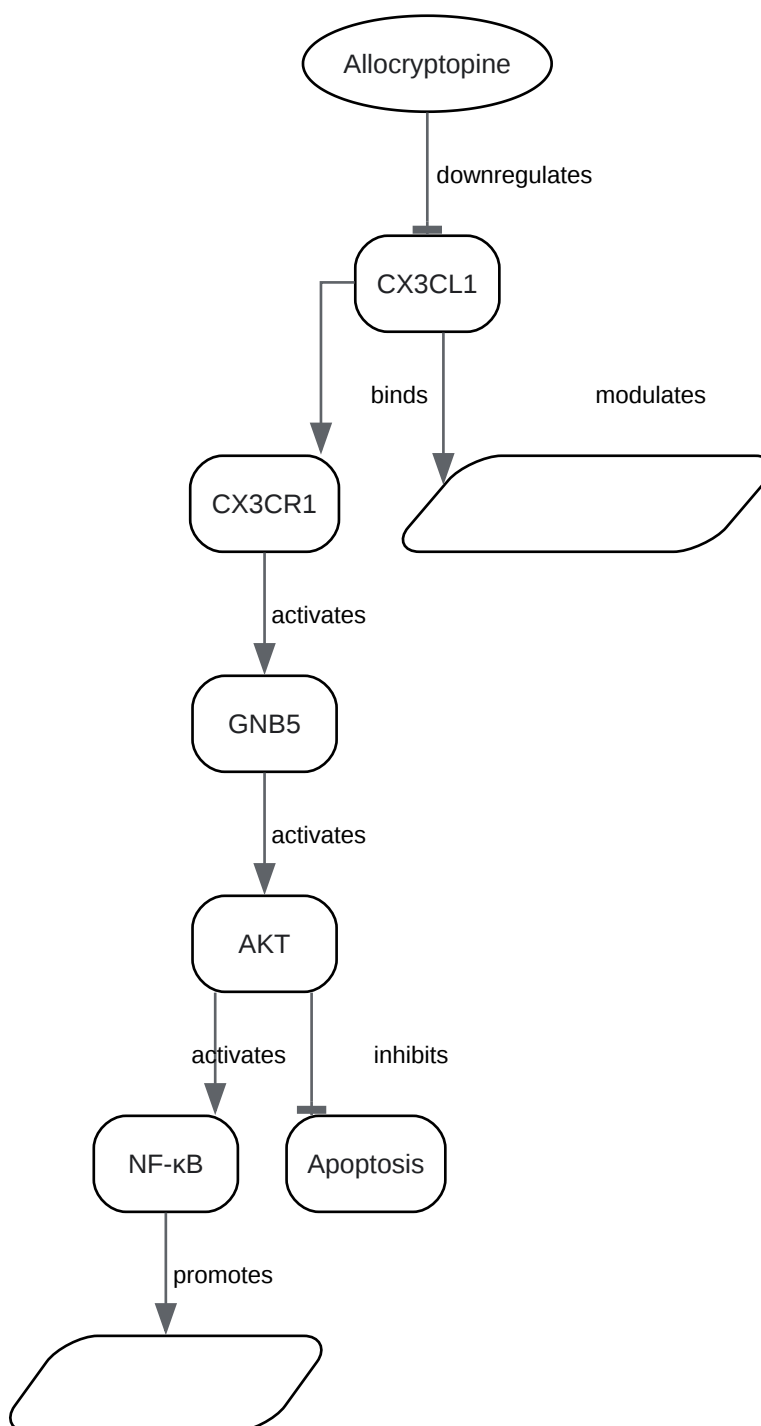 Allocryptopine
downregulates
CX3CL1
binds
modulates
CX3CR1
activates
GNB5
activates
AKT
activates
inhibits
NF-κB
Apoptosis
promotes